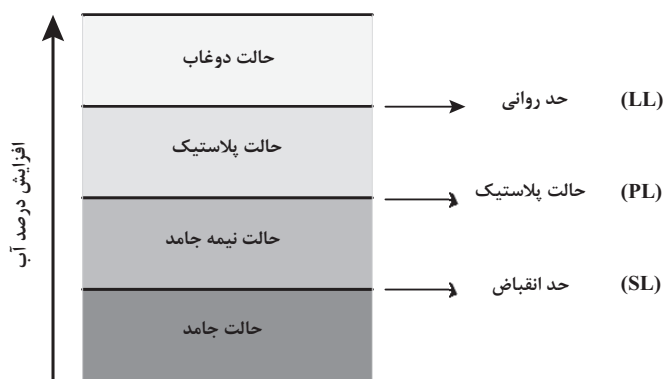 حالت دوغاب
حد روانی (LL)
حالت پلاستیک
حالت پلاستیک (PL)
حالت نیمه جامد
حد انقباض (SL)
حالت جامد
افزایش درصد آب